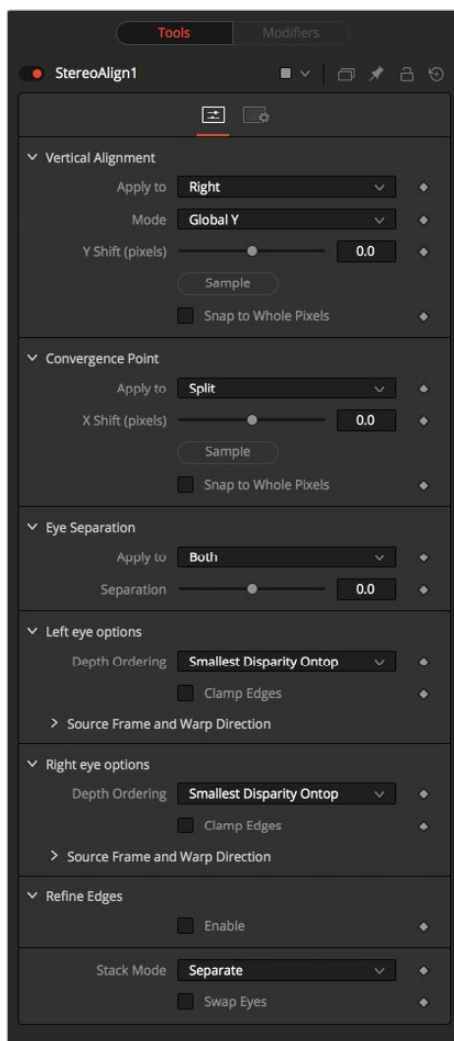 Tools Modifiers
StereoAlign1
Vertical Alignment
Apply to Right
Mode Global Y
Y Shift (pixels) 0.0
Sample
Snap to Whole Pixels
Convergence Point
Apply to Split
X Shift (pixels) 0.0
Sample
Snap to Whole Pixels
Eye Separation
Apply to Both
Separation 0.0
Left eye options
Depth Ordering Smallest Disparity Ontop
Clamp Edges
Source Frame and Warp Direction
Right eye options
Depth Ordering Smallest Disparity Ontop
Clamp Edges
Source Frame and Warp Direction
Refine Edges
Enable
Stack Mode Separate
Swap Eyes